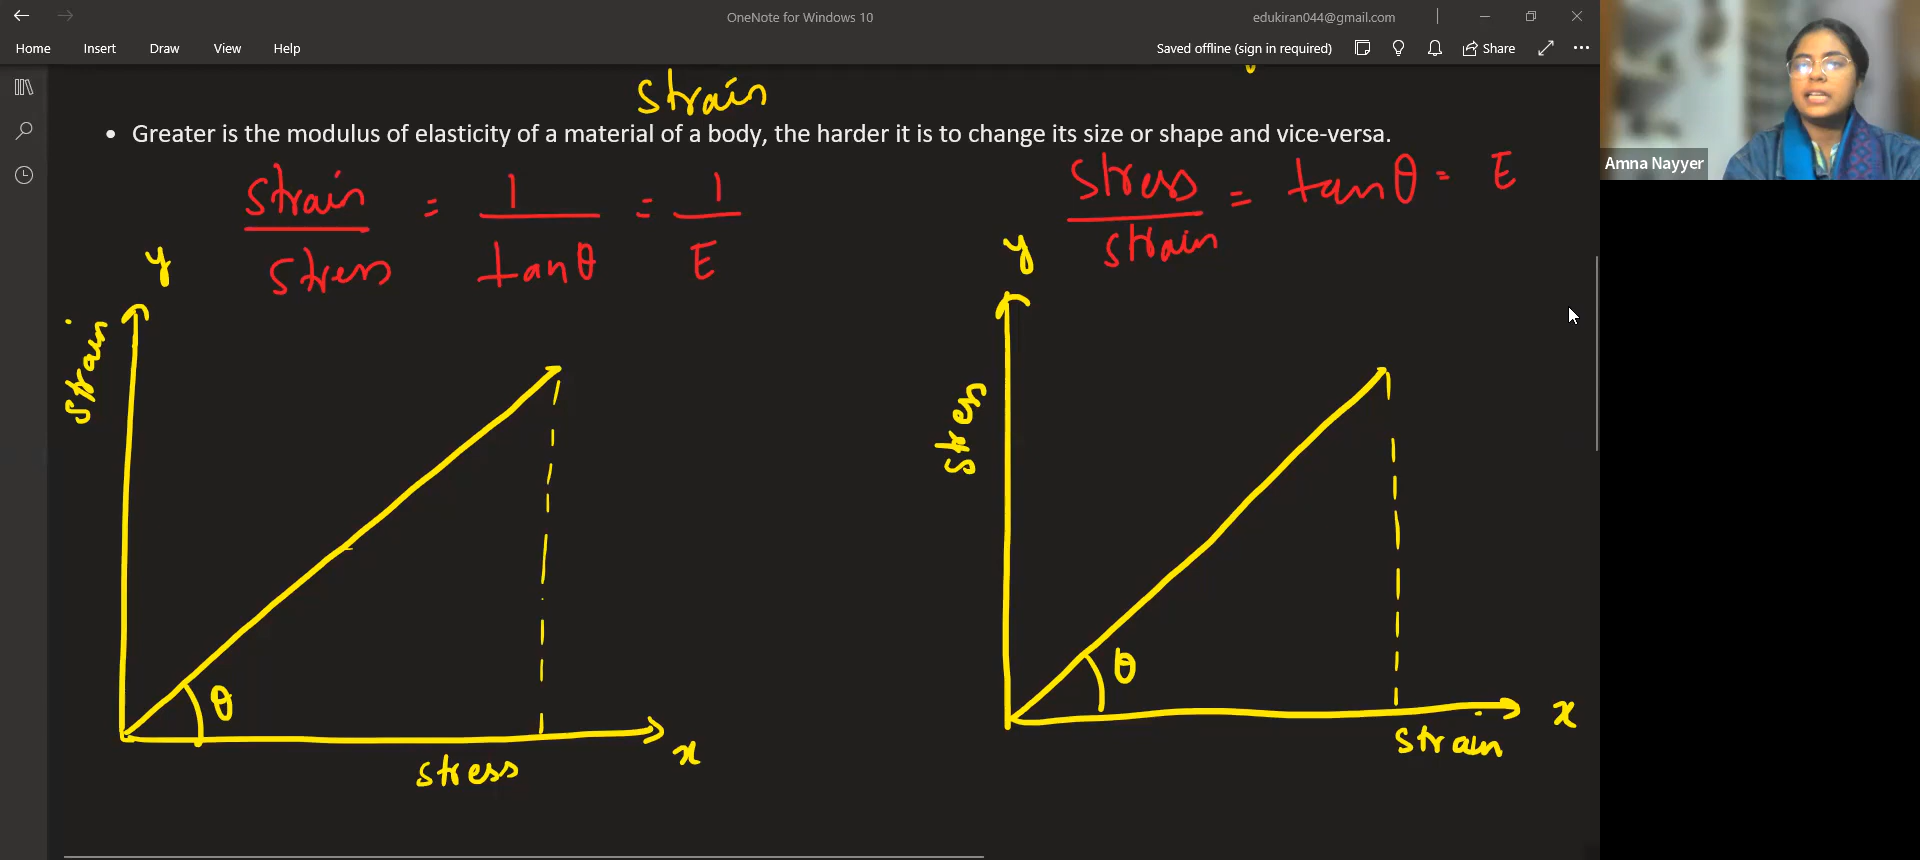 OneNote for Windows 10
edukiran044@gmail.com
Home Insert Draw View Help
Saved offline (sign in required) Share
strain
• Greater is the modulus of elasticity of a material of a body, the harder it is to change its size or shape and vice-versa.
strain / stress = 1 / tanθ = 1 / E
stress / strain = tanθ = E
y
strain
θ
stress
x
y
stress
θ
strain
x
Amna Nayyer